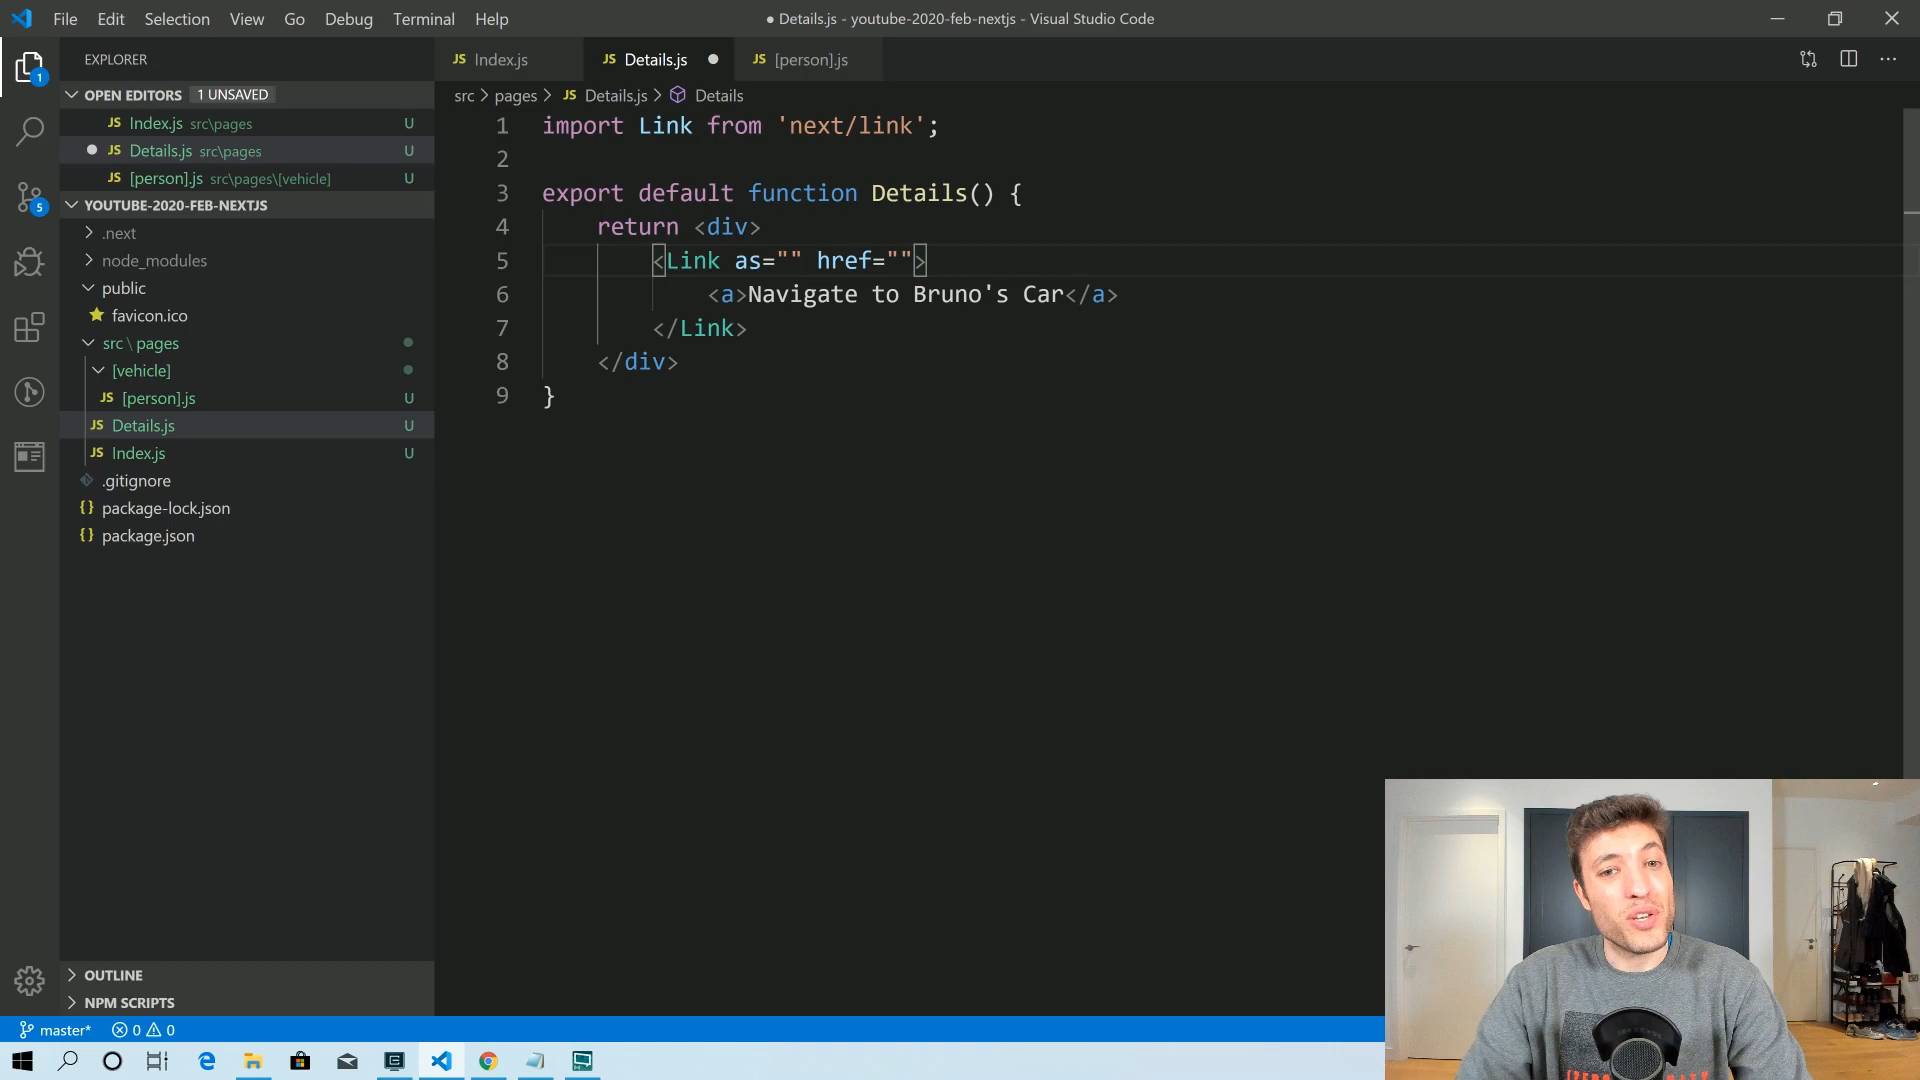 File Edit Selection View Go Debug Terminal Help
● Details.js - youtube-2020-feb-nextjs - Visual Studio Code
EXPLORER
OPEN EDITORS 1 UNSAVED
JS Index.js src\pages U
JS Details.js src\pages U
JS [person].js src\pages\[vehicle] U
YOUTUBE-2020-FEB-NEXTJS
.next
node_modules
public
favicon.ico
src \ pages
[vehicle]
JS [person].js U
JS Details.js U
JS Index.js U
.gitignore
{} package-lock.json
{} package.json
OUTLINE
NPM SCRIPTS
1
5
JS Index.js JS Details.js JS [person].js
src > pages > JS Details.js > Details
1 import Link from 'next/link';
2
3 export default function Details() {
4 return <div>
5 <Link as="" href="">
6 <a>Navigate to Bruno's Car</a>
7 </Link>
8 </div>
9 }
master* 0 0